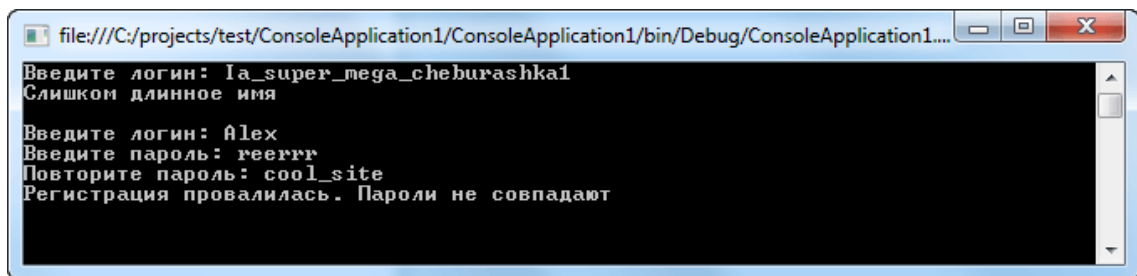 file:///C:/projects/test/ConsoleApplication1/ConsoleApplication1/bin/Debug/ConsoleApplication1....
Введите логин: Ia_super_mega_cheburashka1
Слишком длинное имя
Введите логин: Alex
Введите пароль: reerrr
Повторите пароль: cool_site
Регистрация провалилась. Пароли не совпадают